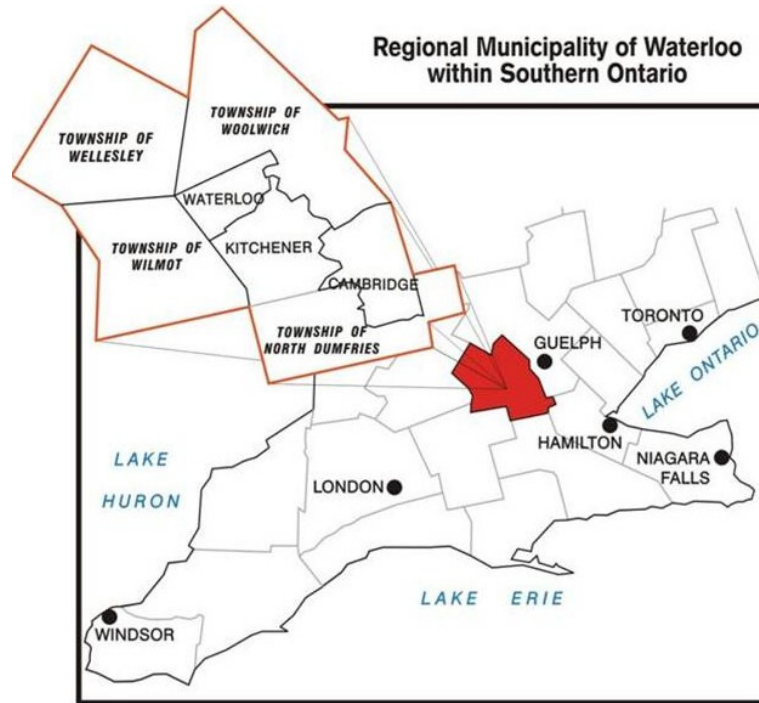 Regional Municipality of Waterloo
within Southern Ontario
TOWNSHIP OF
WOOLWICH
TOWNSHIP OF
WELLESLEY
WATERLOO
TOWNSHIP OF
WILMOT
KITCHENER
CAMBRIDGE
TOWNSHIP OF
NORTH DUMFRIES
TORONTO
GUELPH
LAKE ONTARIO
HAMILTON
NIAGARA
FALLS
LAKE
HURON
LONDON
LAKE ERIE
WINDSOR